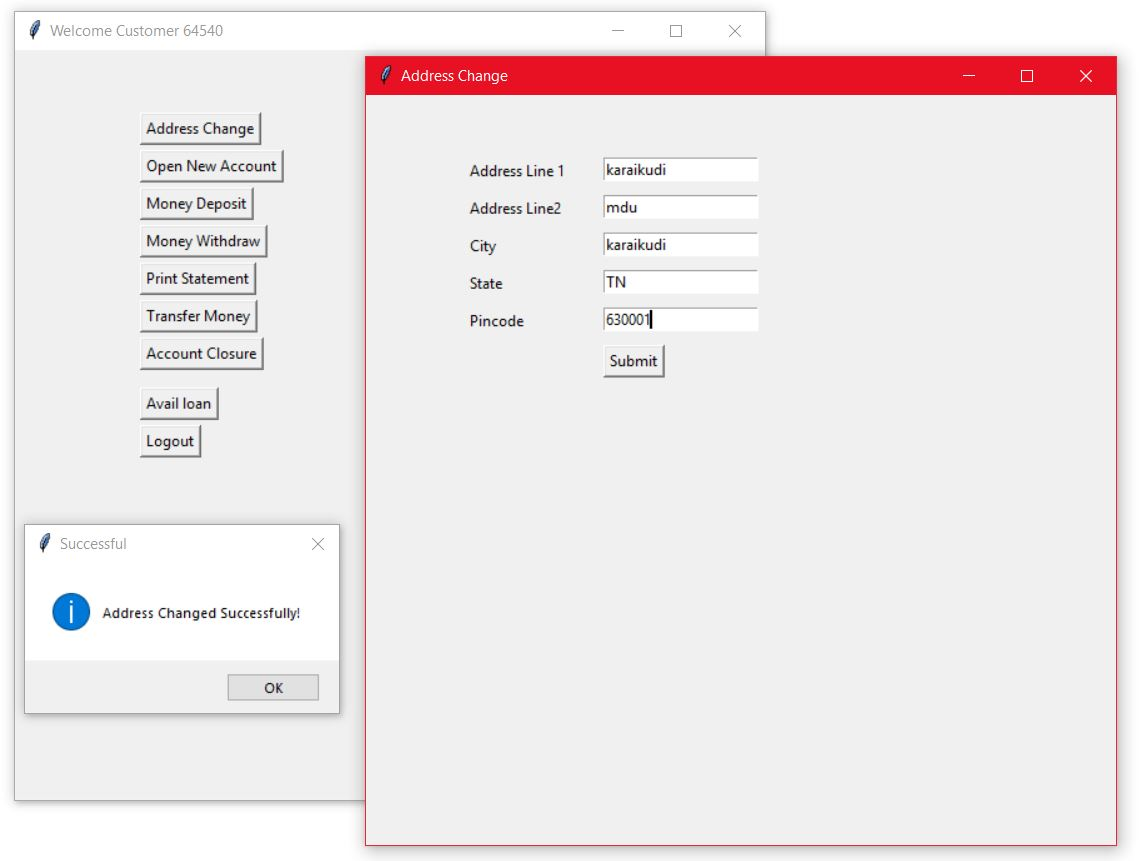 Welcome Customer 64540
Address Change
Open New Account
Money Deposit
Money Withdraw
Print Statement
Transfer Money
Account Closure
Avail loan
Logout
Address Change
Address Line 1 karaikudi
Address Line2 mdu
City karaikudi
State TN
Pincode 630001
Submit
Successful
i
Address Changed Successfully!
OK